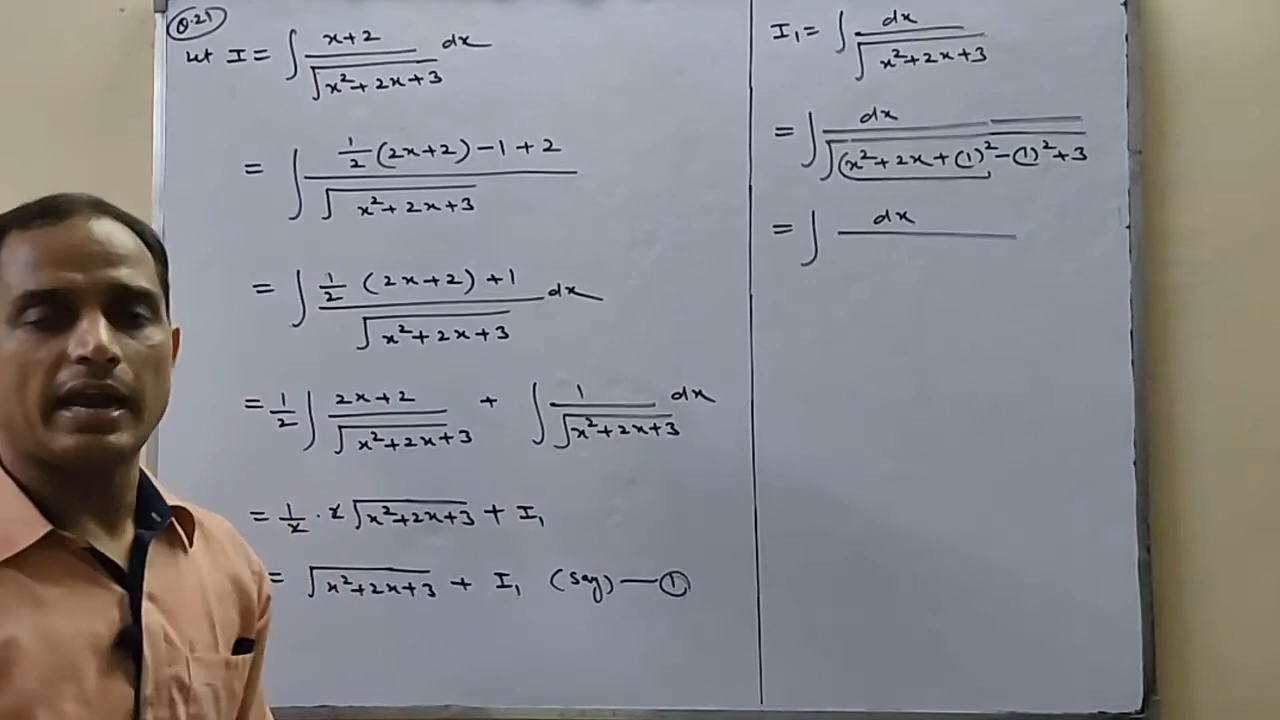 Q.21
Let I = ∫ x+2 / √(x²+2x+3) dx
= ∫ ½(2x+2)-1+2 / √(x²+2x+3)
= ∫ ½(2x+2)+1 / √(x²+2x+3) dx
= ½ ∫ 2x+2 / √(x²+2x+3) + ∫ 1 / √(x²+2x+3) dx
= 1/2 · 2 √(x²+2x+3) + I₁
= √(x²+2x+3) + I₁ (say) — ①
I₁ = ∫ dx / √(x²+2x+3)
= ∫ dx / √((x²+2x+(1)²-(1)²+3
= ∫ dx